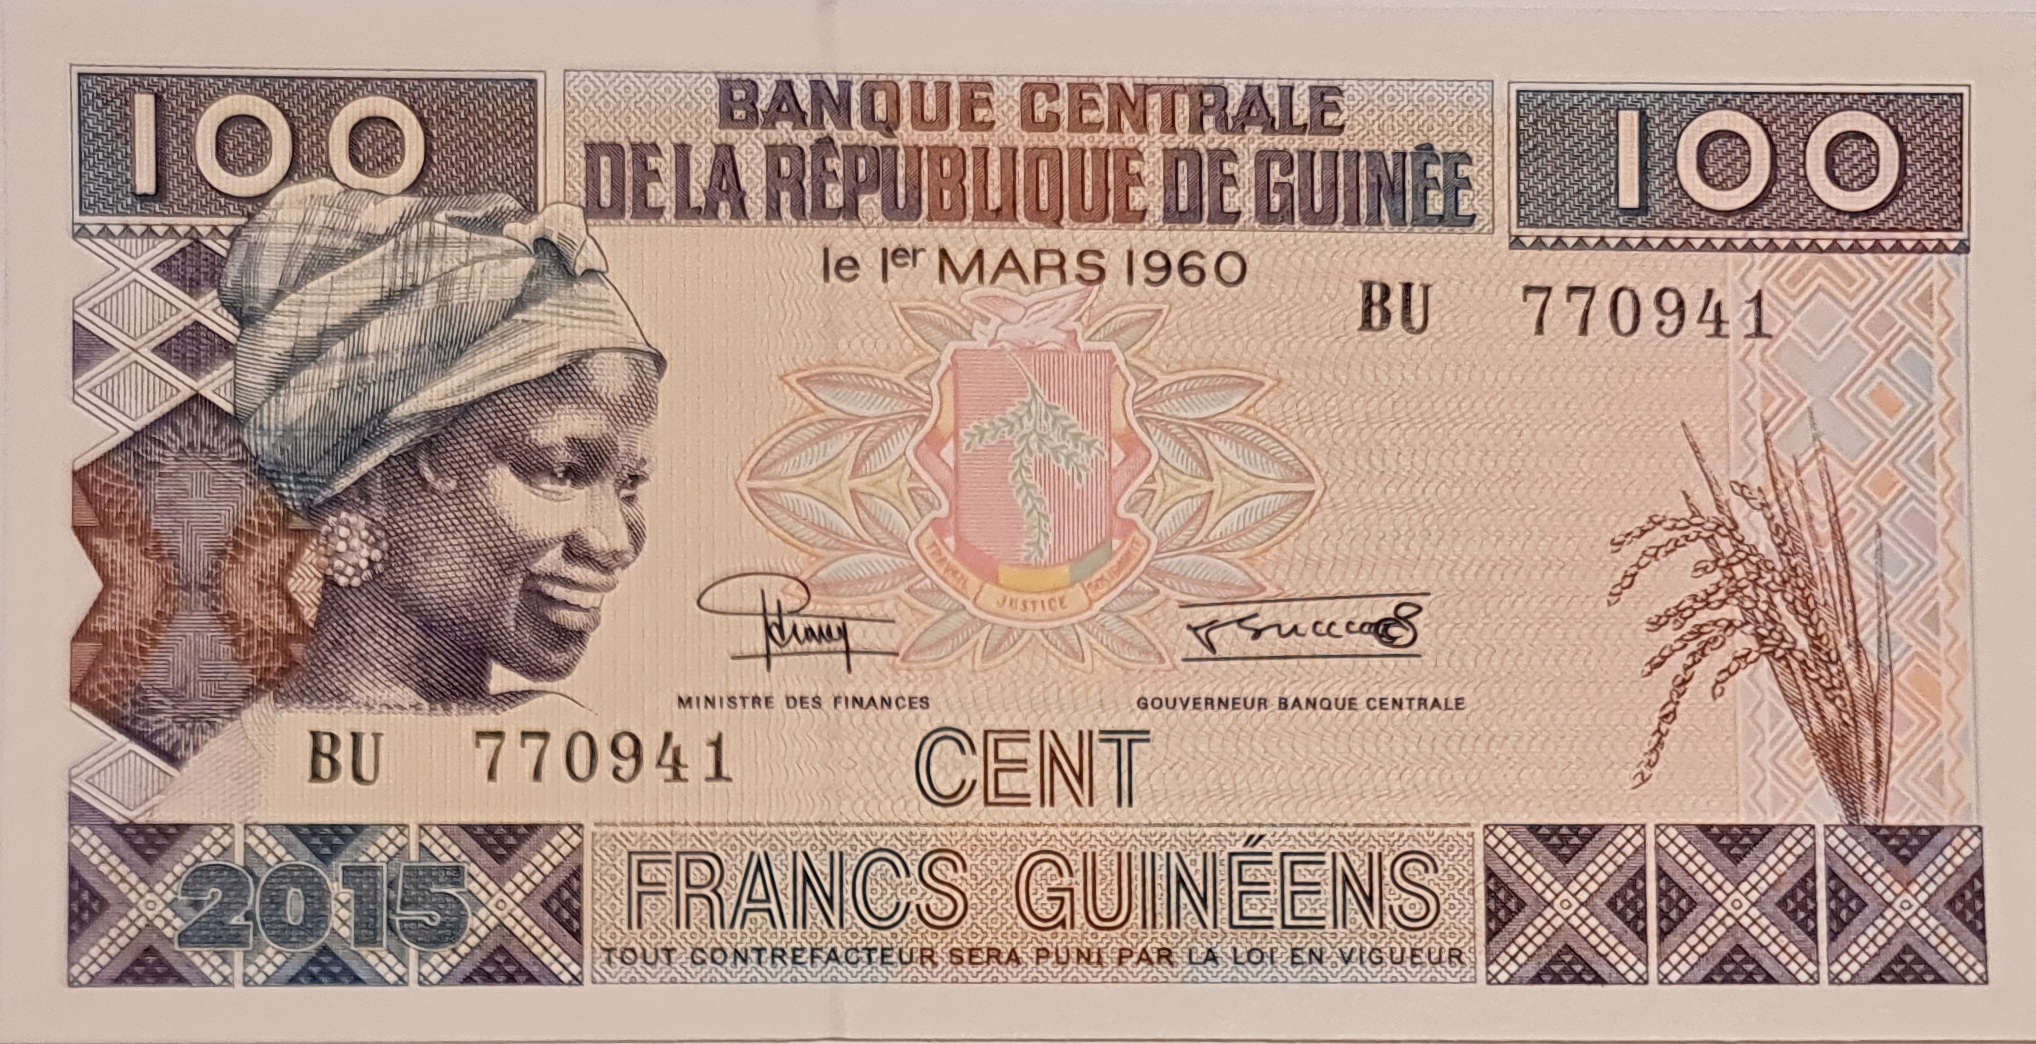 100
BANQUE CENTRALE
DE LA RÉPUBLIQUE DE GUINÉE
100
le 1er MARS 1960
BU 770941
TRAVAIL JUSTICE SOLIDARITÉ
MINISTRE DES FINANCES
GOUVERNEUR BANQUE CENTRALE
BU 770941
CENT
2015
FRANCS GUINÉENS
TOUT CONTREFACTEUR SERA PUNI PAR LA LOI EN VIGUEUR